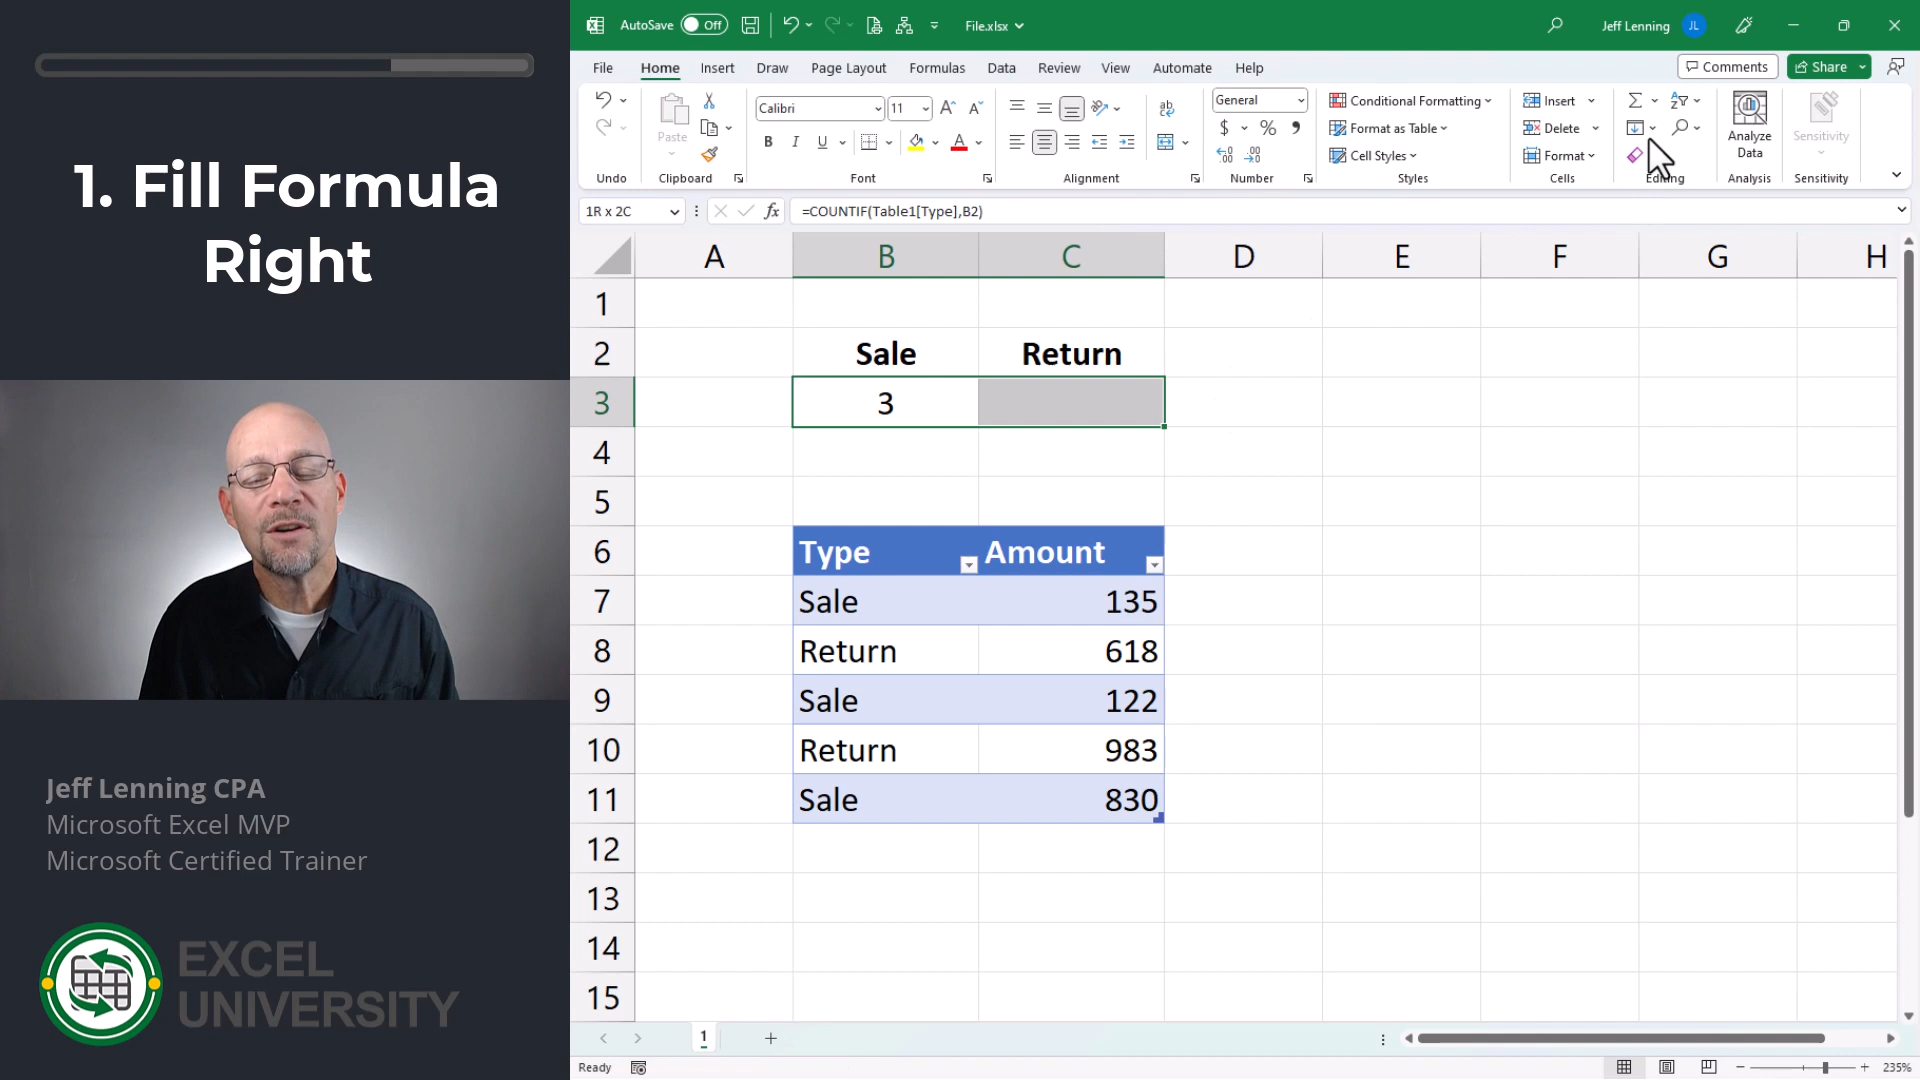 1. Fill Formula
Right
Jeff Lenning CPA
Microsoft Excel MVP
Microsoft Certified Trainer
EXCEL
UNIVERSITY
AutoSave Off File.xlsx Jeff Lenning JL
File Home Insert Draw Page Layout Formulas Data Review View Automate Help Comments Share
Paste
Calibri 11
B I U A
ab
General
$ % 9
Conditional Formatting
Format as Table
Cell Styles
Insert
Delete
Format
Analyze
Data
Sensitivity
Undo Clipboard Font Alignment Number Styles Cells Editing Analysis Sensitivity
1R x 2C fx =COUNTIF(Table1[Type],B2)
A B C D E F G H
1
2 Sale Return
3 3
4
5
6 Type Amount
7 Sale 135
8 Return 618
9 Sale 122
10 Return 983
11 Sale 830
12
13
14
15
1
Ready 235%